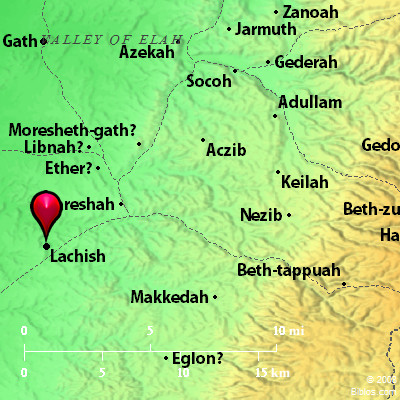 Zanoah
Jarmuth
Gath
VALLEY OF ELAH
Azekah
Gederah
Socoh
Adullam
Moresheth-gath?
Libnah?
Aczib
Gedo
Ether?
Keilah
reshah
Nezib
Beth-zu
Ha
Lachish
Beth-tappuah
Makkedah
0 5 10 mi
Eglon?
0 5 10 15 km